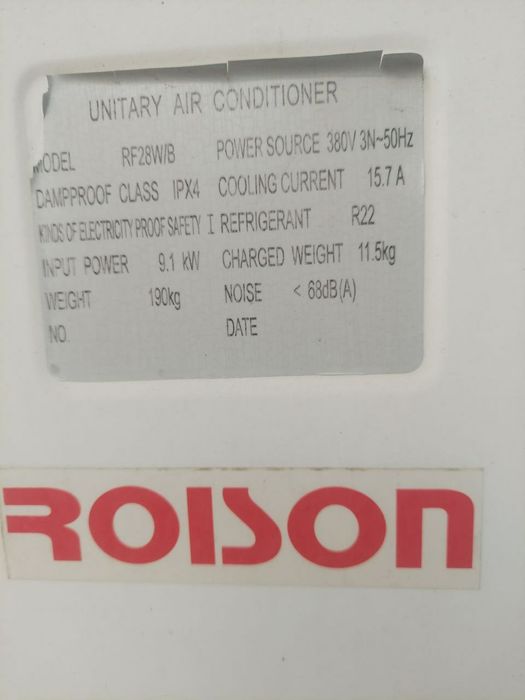 UNITARY AIR CONDITIONER
MODEL RF28W/B POWER SOURCE 380V 3N~50Hz
DAMPPROOF CLASS IPX4 COOLING CURRENT 15.7 A
KINDS OF ELECTRICITY PROOF SAFETY I REFRIGERANT R22
INPUT POWER 9.1 kW CHARGED WEIGHT 11.5kg
WEIGHT 190kg NOISE < 68dB(A)
NO. DATE
ROISON